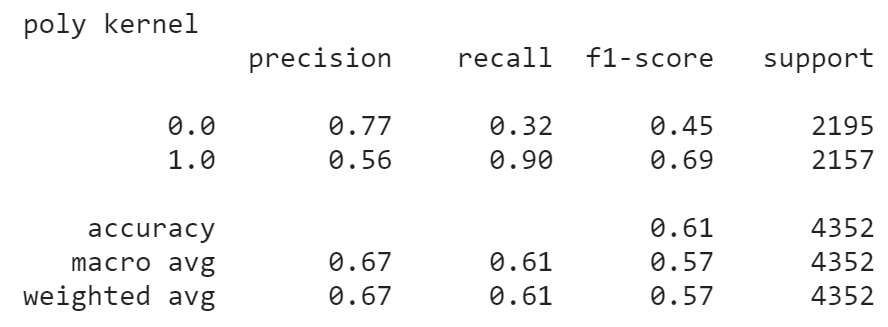 poly kernel
precision recall f1-score support
0.0 0.77 0.32 0.45 2195
1.0 0.56 0.90 0.69 2157
accuracy 0.61 4352
macro avg 0.67 0.61 0.57 4352
weighted avg 0.67 0.61 0.57 4352